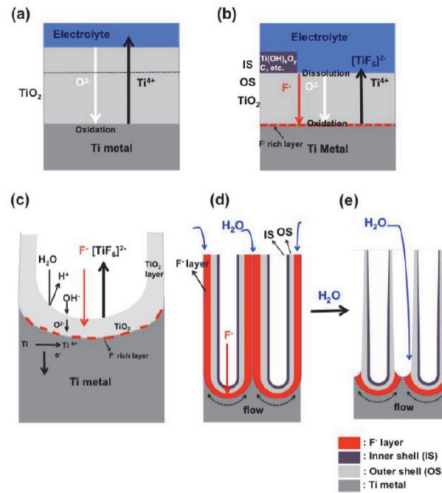 (a)
Electrolyte
TiO₂
O²⁻
Ti⁴⁺
Oxidation
Ti metal
(b)
Electrolyte
IS
Ti(OH)ₓOᵧ
C, etc.
[TiF₆]²⁻
OS
Dissolution
TiO₂
F⁻
O²⁻
Ti⁴⁺
Oxidation
F⁻ rich layer
Ti Metal
(c)
H₂O
F⁻
[TiF₆]²⁻
TiO₂
layer
H⁺
OH⁻
O²⁻
TiO₂
Ti
Ti⁴⁺
e⁻
F⁻ rich layer
Ti metal
(d)
H₂O
IS
OS
F⁻ layer
F⁻
flow
H₂O
(e)
H₂O
flow
: F⁻ layer
: Inner shell (IS)
: Outer shell (OS)
: Ti metal